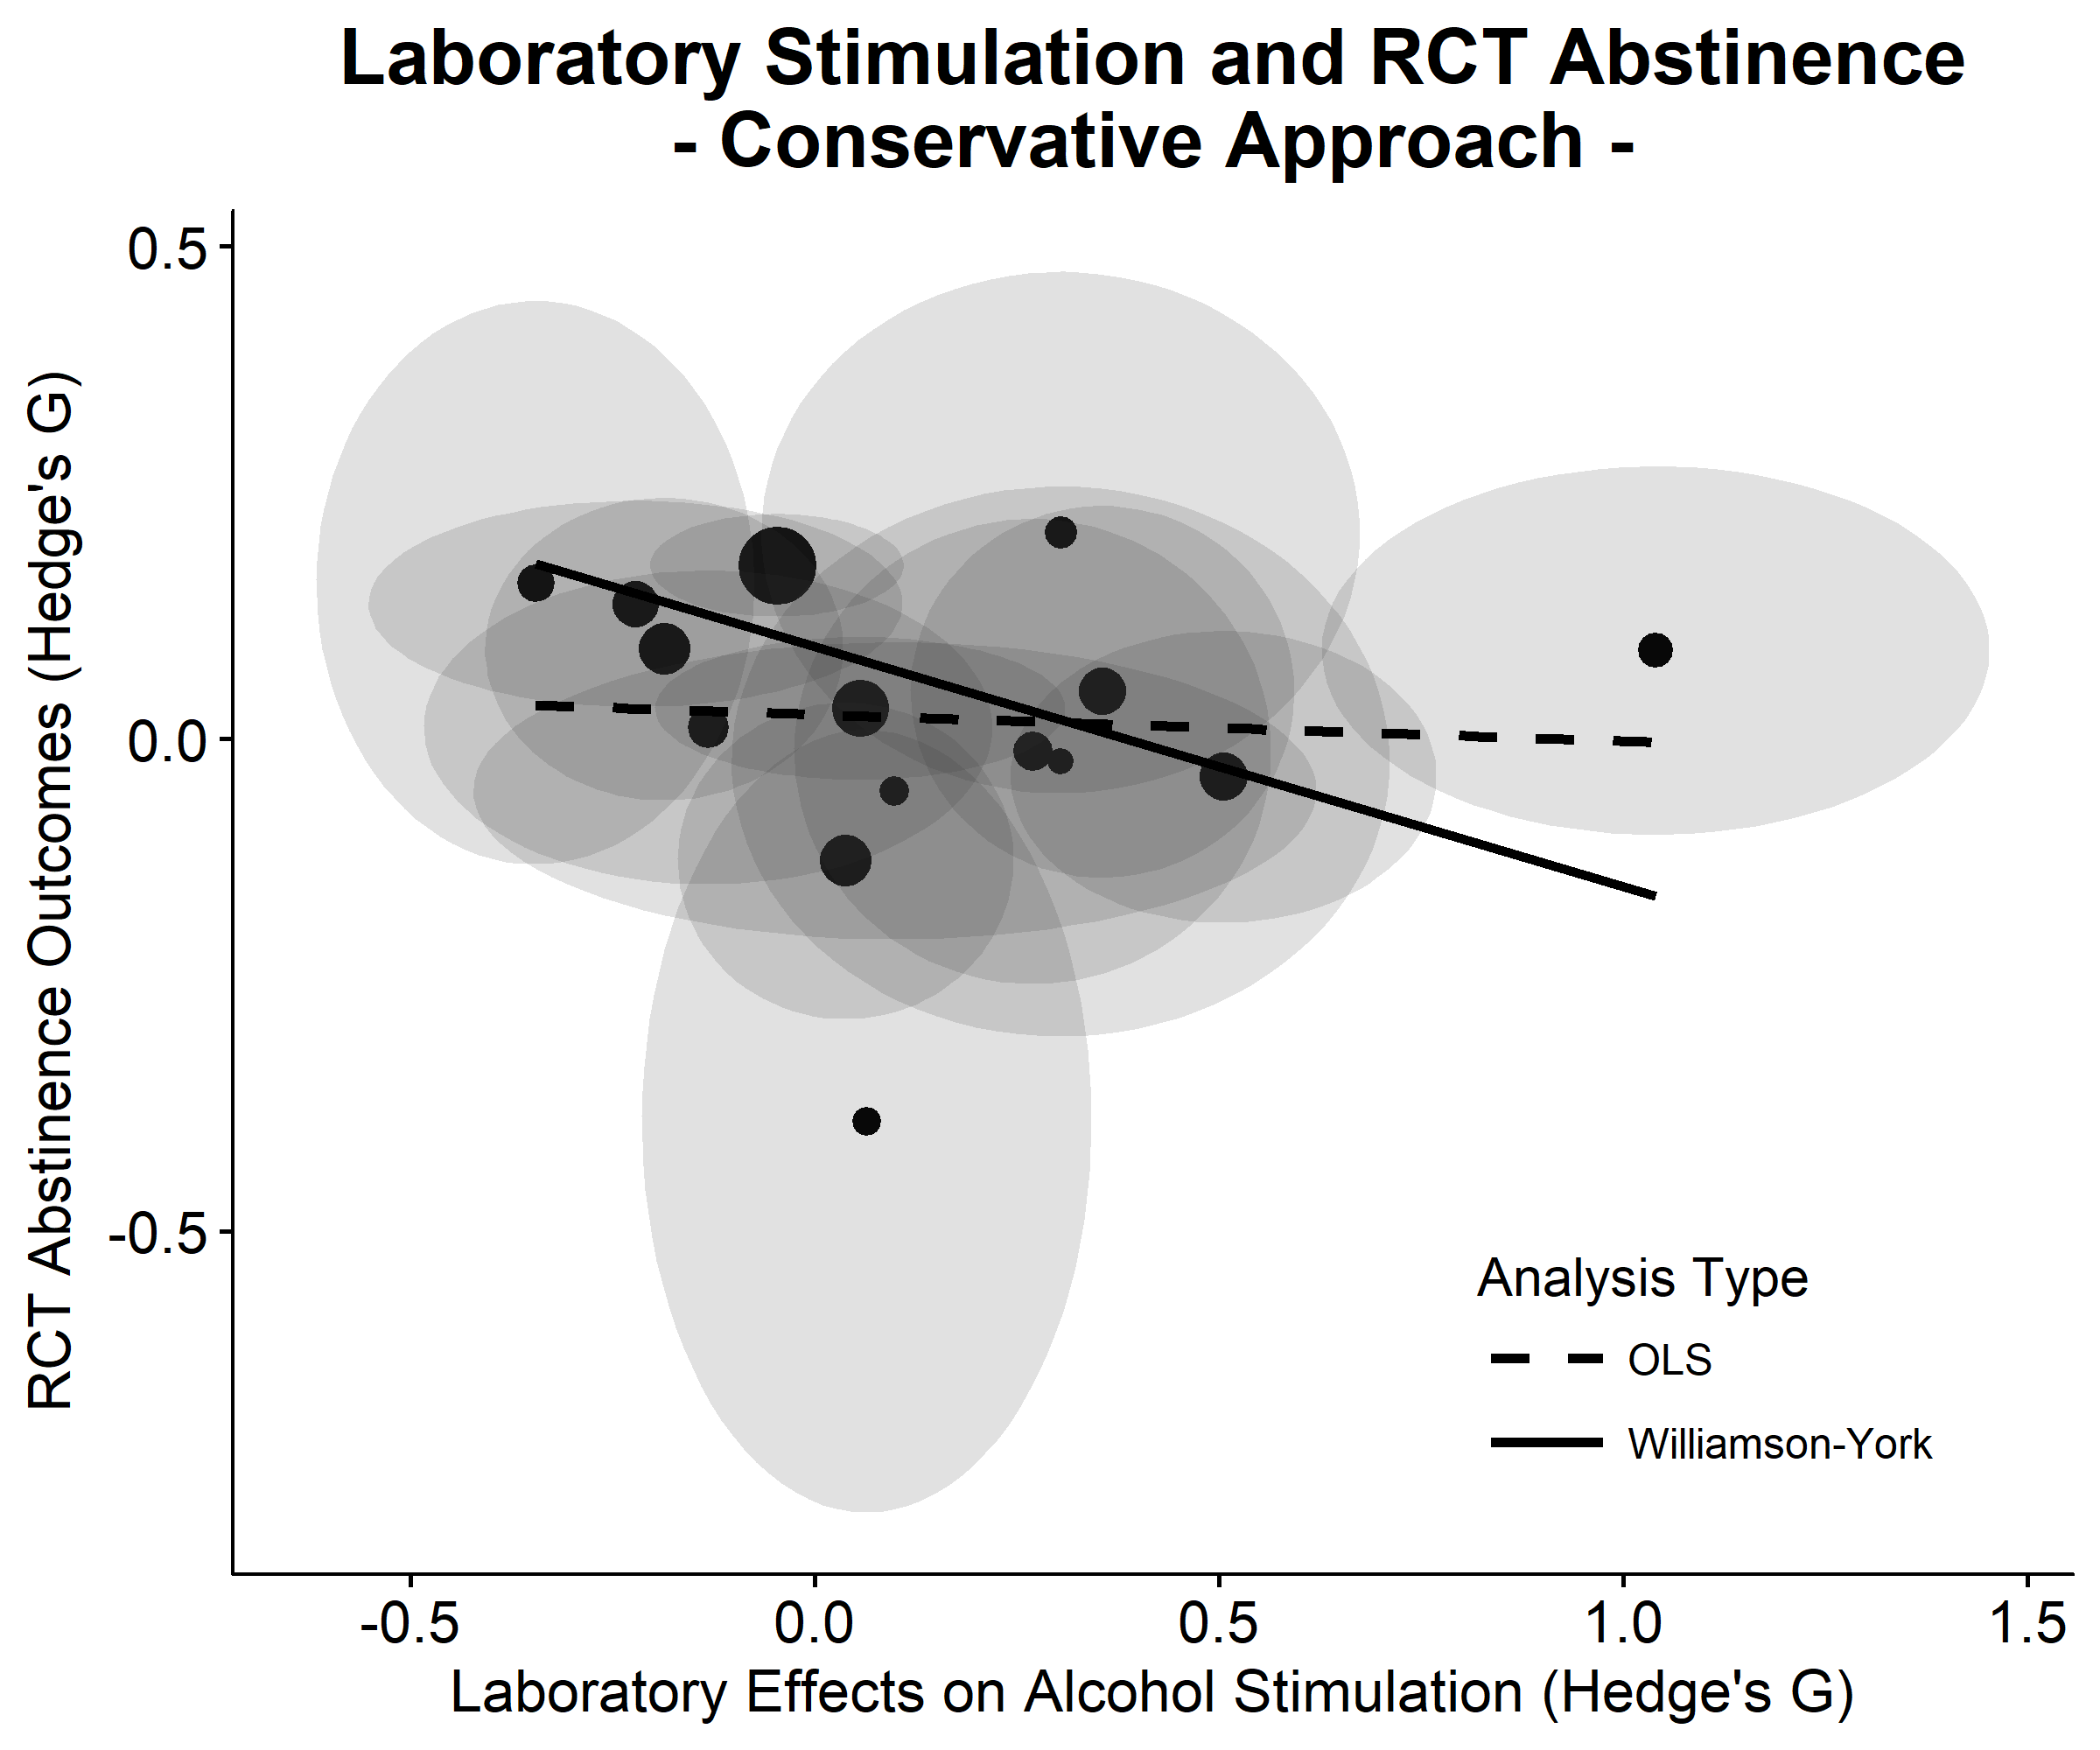 Laboratory Stimulation and RCT Abstinence
- Conservative Approach -
RCT Abstinence Outcomes (Hedge's G)
0.5
0.0
-0.5
Analysis Type
OLS
Williamson-York
-0.5 0.0 0.5 1.0 1.5
Laboratory Effects on Alcohol Stimulation (Hedge's G)